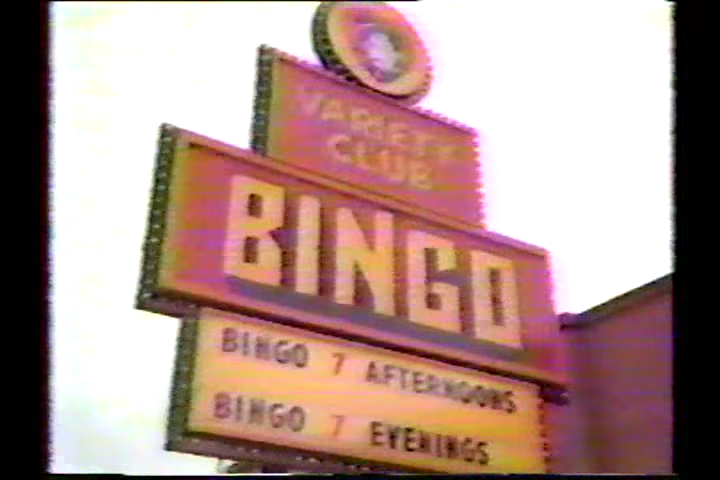 VARIETY
CLUB
BINGO
BINGO 7 AFTERNOONS
BINGO 7 EVENINGS